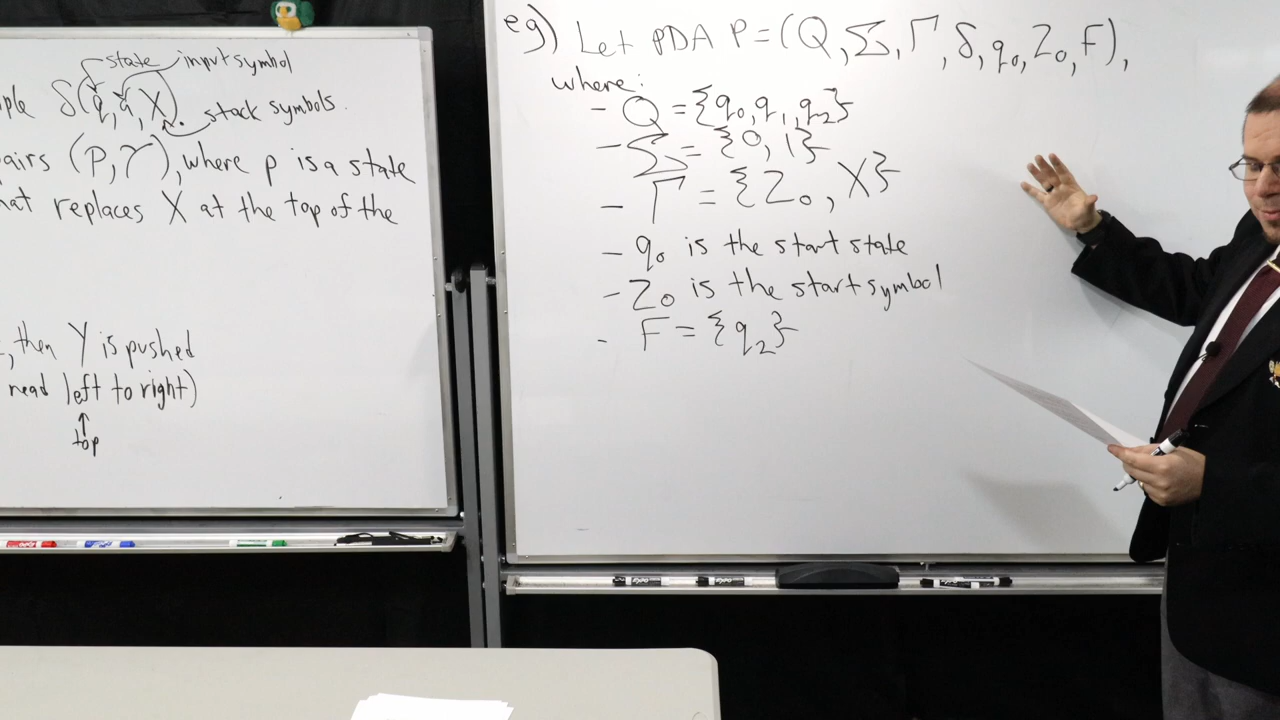 state input symbol
ple δ(q, a, X). stack symbols.
airs (p, γ), where p is a state
hat replaces X at the top of the
, then Y is pushed
read left to right)
↑
top
eg) Let PDA P = (Q, Σ, Γ, δ, q₀, Z₀, F),
where:
- Q = {q₀, q₁, q₂}
- Σ = {0, 1}
- Γ = {Z₀, X}
- q₀ is the start state
- Z₀ is the start symbol
- F = {q₂}